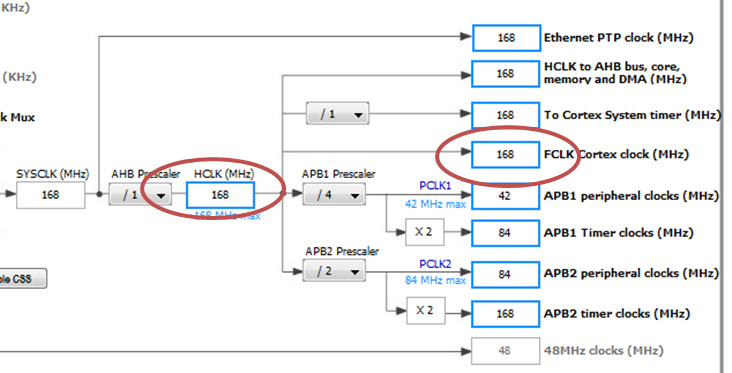 KHz)
168
Ethernet PTP clock (MHz)
(KHz)
168
HCLK to AHB bus, core,
memory and DMA (MHz)
k Mux
/ 1
168
To Cortex System timer (MHz)
168
FCLK Cortex clock (MHz)
SYSCLK (MHz)
AHB Prescaler
HCLK (MHz)
APB1 Prescaler
168
/ 1
168
168 MHz max
/ 4
PCLK1
42 MHz max
42
APB1 peripheral clocks (MHz)
X 2
84
APB1 Timer clocks (MHz)
APB2 Prescaler
/ 2
PCLK2
84 MHz max
84
APB2 peripheral clocks (MHz)
ble CSS
X 2
168
APB2 timer clocks (MHz)
48
48MHz clocks (MHz)